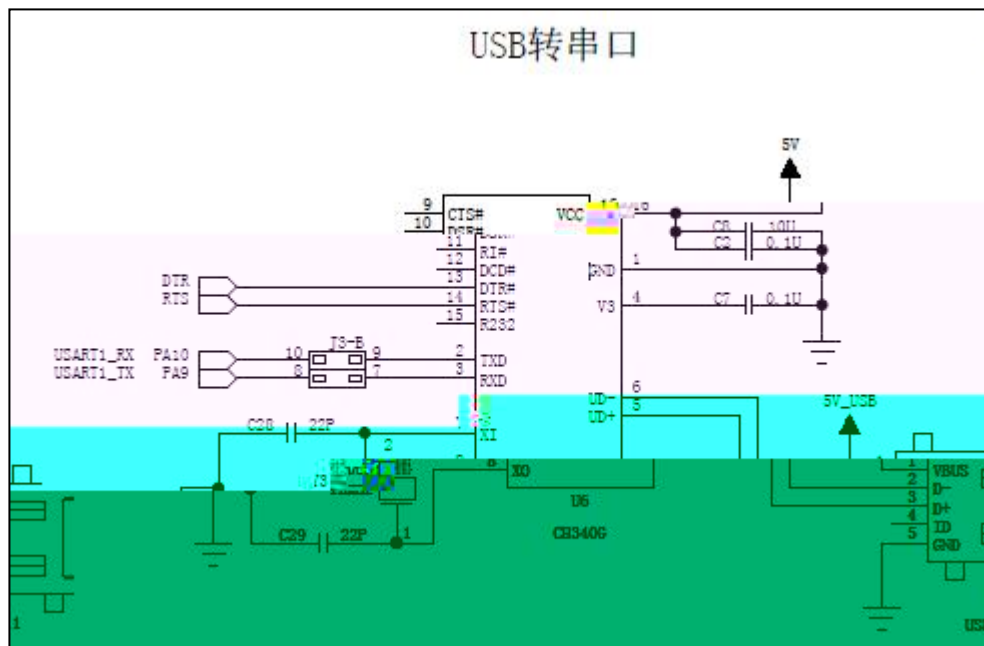 USB转串口
5V
9 CTS# VCC
10
11 RI#
12 DCD# GND 1
DTR 13 DTR#
RTS 14 RTS# V3 4
15 R232
C8 10U
C2 0.1U
C7 0.1U
J3-B
USART1_RX PA10 10 9 2 TXD
USART1_TX PA9 8 7 3 RXD
UD- 6
UD+ 5
5V_USB
C28 22P XI
2
8 XO
U6
CH340G
C29 22P 1
1 VBUS
2 D-
3 D+
4 ID
5 GND
1